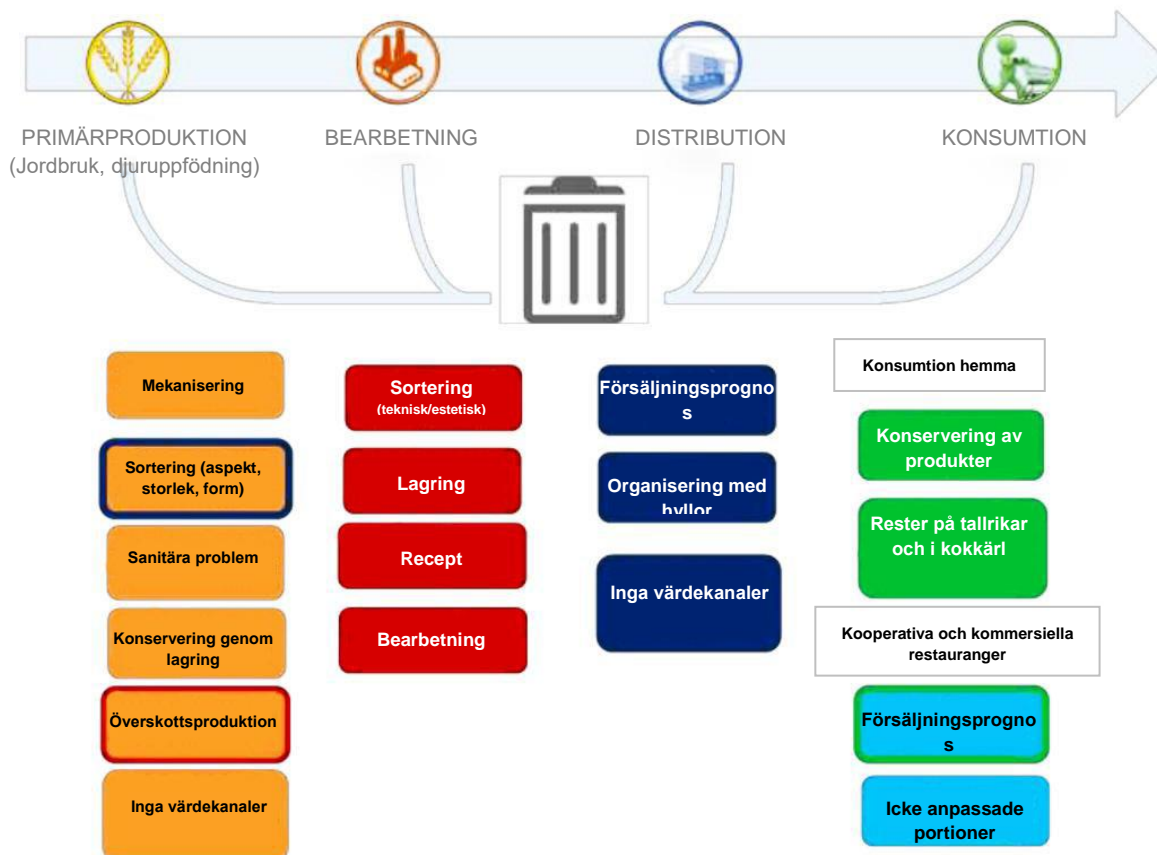 PRIMÄRPRODUKTION
(Jordbruk, djuruppfödning)
BEARBETNING
DISTRIBUTION
KONSUMTION
Mekanisering
Sortering (aspekt,
storlek, form)
Sanitära problem
Konservering genom
lagring
Överskottsproduktion
Inga värdekanaler
Sortering
(teknisk/estetisk)
Lagring
Recept
Bearbetning
Försäljningsprogno
s
Organisering med
hyllor
Inga värdekanaler
Konsumtion hemma
Konservering av
produkter
Rester på tallrikar
och i kokkärl
Kooperativa och kommersiella
restauranger
Försäljningsprogno
s
Icke anpassade
portioner